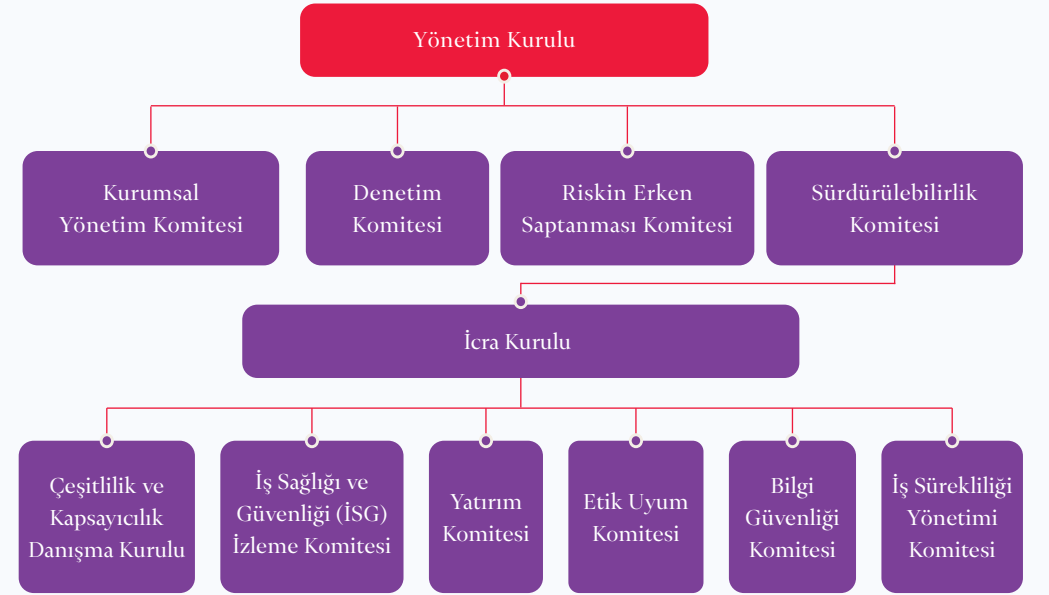 Yönetim Kurulu
Kurumsal
Yönetim Komitesi
Denetim
Komitesi
Riskin Erken
Saptanması Komitesi
Sürdürülebilirlik
Komitesi
İcra Kurulu
Çeşitlilik ve
Kapsayıcılık
Danışma Kurulu
İş Sağlığı ve
Güvenliği (İSG)
İzleme Komitesi
Yatırım
Komitesi
Etik Uyum
Komitesi
Bilgi
Güvenliği
Komitesi
İş Sürekliliği
Yönetimi
Komitesi